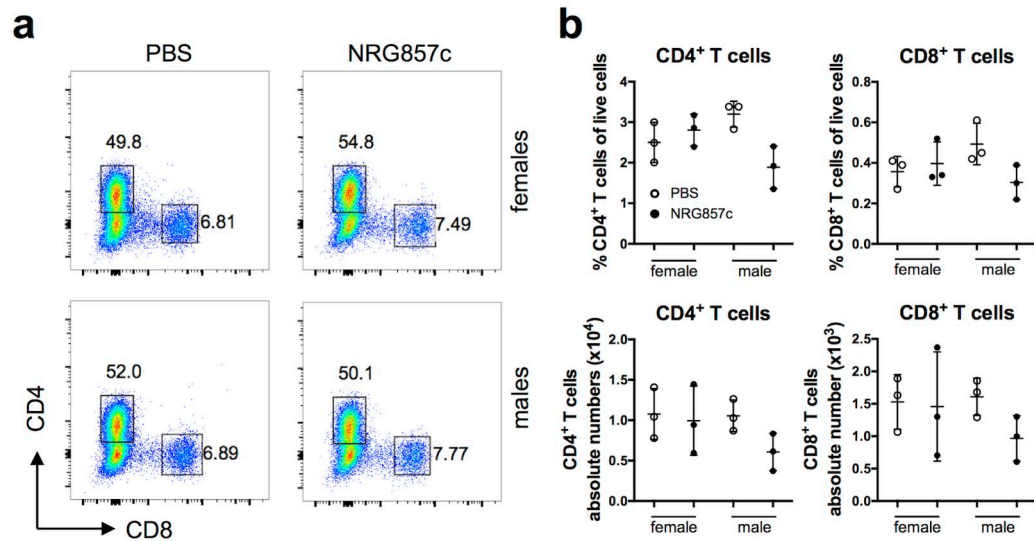 a
PBS
NRG857c
49.8
6.81
54.8
7.49
females
52.0
6.89
50.1
7.77
males
CD4
CD8
b
CD4⁺ T cells
% CD4⁺ T cells of live cells
4
3
2
1
0
PBS
NRG857c
female
male
CD8⁺ T cells
% CD8⁺ T cells of live cells
0.8
0.6
0.4
0.2
0.0
female
male
CD4⁺ T cells
CD4⁺ T cells
absolute numbers (x10⁴)
2.0
1.5
1.0
0.5
0.0
female
male
CD8⁺ T cells
CD8⁺ T cells
absolute number (x10³)
2.5
2.0
1.5
1.0
0.5
0.0
female
male